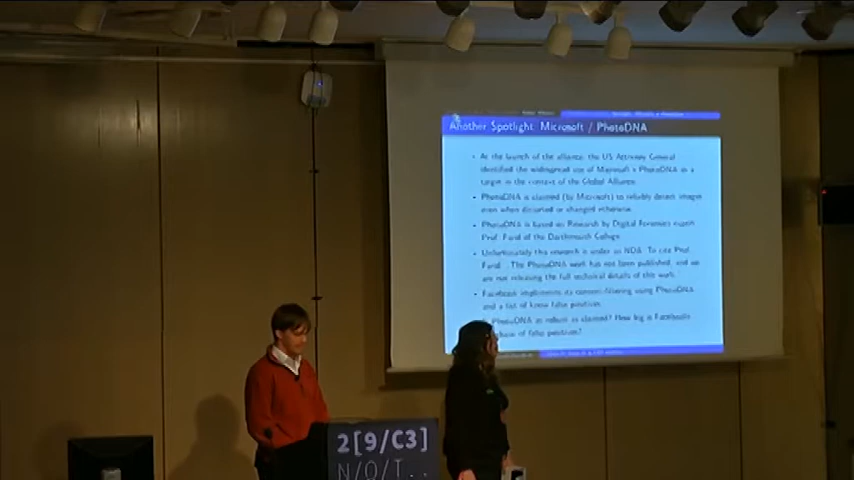 Another Spotlight: Microsoft / PhotoDNA
At the launch of the alliance, the US Attorney General
identified the widespread use of Microsoft's PhotoDNA as a
target in the context of the Global Alliance.
PhotoDNA is claimed (by Microsoft) to reliably detect images
even when distorted or changed otherwise.
PhotoDNA is based on Research by Digital Forensics expert
Prof. Farid of the Darthmouth College.
Unfortunately this research is under an NDA. To cite Prof.
Farid: "The PhotoDNA work has not been published, and we
are not releasing the full technical details of this work."
Facebook implements its content filtering using PhotoDNA
and a list of know false positives.
PhotoDNA as robust as claimed? How big is Facebooks
of false positive?
2[9/C3]
N/O/T...